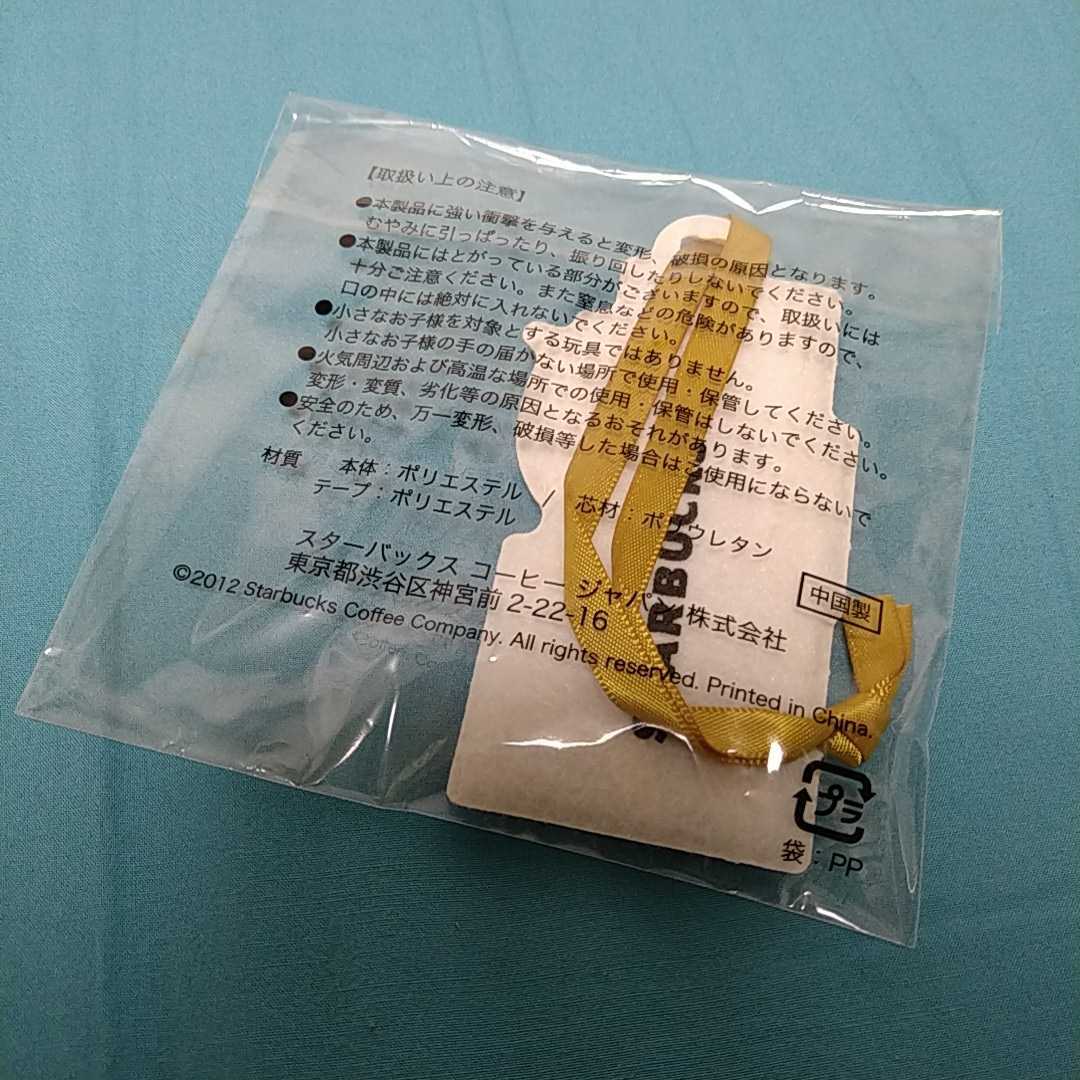 【取扱い上の注意】
●本製品に強い衝撃を与えると変形、破損の原因となります。
むやみに引っぱったり、振り回したりしないでください。
●本製品にはとがっている部分がございますので、取扱いには
十分ご注意ください。また窒息などの危険がありますので、
口の中には絶対に入れないでください。
●小さなお子様を対象とする玩具ではありません。
小さなお子様の手の届かない場所で使用・保管してください。
●火気周辺および高温な場所での使用・保管はしないでください。
変形・変質、劣化等の原因となるおそれがあります。
●安全のため、万一変形、破損等した場合はご使用にならないで
ください。
材質 本体：ポリエステル / 芯材：ポリウレタン
テープ：ポリエステル
スターバックス コーヒー ジャパン 株式会社
東京都渋谷区神宮前 2-22-16
中国製
©2012 Starbucks Coffee Company. All rights reserved. Printed in China.
プラ
袋：PP